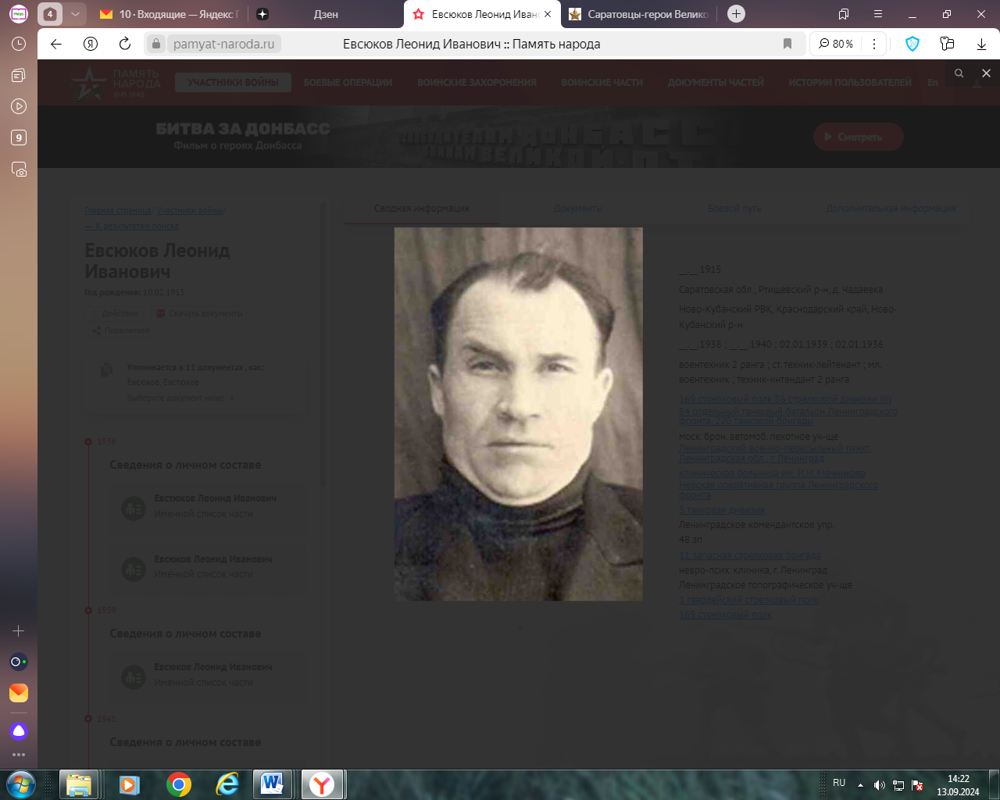 4
10 · Входящие — Яндекс П
Дзен
Евсюков Леонид Иван
Саратовцы-герои Велико
pamyat-naroda.ru
Евсюков Леонид Иванович :: Память народа
80 %
ПАМЯТЬ
НАРОДА
1941-1945
УЧАСТНИКИ ВОЙНЫ
БОЕВЫЕ ОПЕРАЦИИ
ВОИНСКИЕ ЗАХОРОНЕНИЯ
ВОИНСКИЕ ЧАСТИ
ДОКУМЕНТЫ ЧАСТЕЙ
ИСТОРИИ ПОЛЬЗОВАТЕЛЕЙ
En
БИТВА ЗА ДОНБАСС
Фильм о героях Донбасса
Смотреть
9
Главная страница/ Участники войны/
← К результатам поиска
Евсюков Леонид
Иванович
Год рождения: 10.02.1915
Действия
Скачать документы
Поделиться
Упоминается в 11 документах , как:
Евсюков, Евстюков
Выберите документ ниже ↓
1936
Сведения о личном составе
Евстюков Леонид Иванович
Именной список части
Евсюков Леонид Иванович
Именной список части
1939
Сведения о личном составе
Евсюков Леонид Иванович
Именной список части
1941
Сведения о личном составе
Сводная информация
Документы
Боевой путь
Дополнительная информация
__.__.1915
Саратовская обл., Ртищевский р-н, д. Чадаевка
Ново-Кубанский РВК, Краснодарский край, Ново-
Кубанский р-н
__.__.1938 ; __.__.1940 ; 02.01.1939 ; 02.01.1936
воентехник 2 ранга ; ст. техник-лейтенант ; мл.
воентехник ; техник-интендант 2 ранга
169 стрелковый полк 86 стрелковой дивизии (II)
84 отдельный танковый батальон Ленинградского
фронта, 220 танковой бригады
моск. брон. автомоб. пехотное уч-ще
Ленинградский военно-пересыльный пункт,
Ленинградская обл., г. Ленинград
клиническая больница им. И.И. Мечникова
Невская оперативная группа Ленинградского
фронта
3 танковая дивизия
Ленинградское комендантское упр.
48 зп
11 запасная стрелковая бригада
невро-псих. клиника, г. Ленинград
Ленинградское топографическое уч-ще
1 гвардейский стрелковый полк
169 стрелковый полк
RU
14:22
13.09.2024